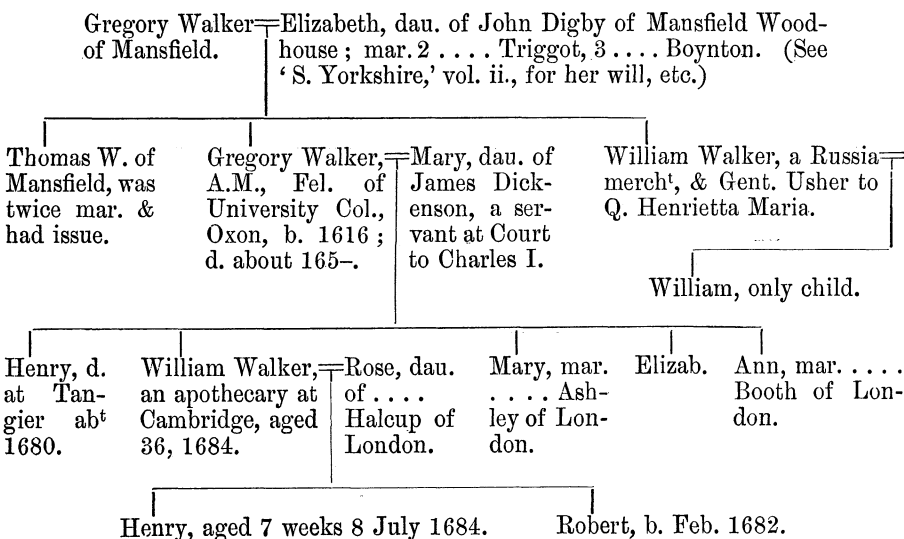 Gregory Walker
of Mansfield.
Elizabeth, dau. of John Digby of Mansfield Wood-
house; mar. 2 .... Triggot, 3 .... Boynton. (See
‘S. Yorkshire,’ vol. ii., for her will, etc.)
Thomas W. of
Mansfield, was
twice mar. &
had issue.
Gregory Walker,
A.M., Fel. of
University Col.,
Oxon, b. 1616;
d. about 165–.
Mary, dau. of
James Dick-
enson, a ser-
vant at Court
to Charles I.
William Walker, a Russia
mercht, & Gent. Usher to
Q. Henrietta Maria.
William, only child.
Henry, d.
at Tan-
gier abt
1680.
William Walker,
an apothecary at
Cambridge, aged
36, 1684.
Rose, dau.
of ....
Halcup of
London.
Mary, mar.
.... Ash-
ley of Lon-
don.
Elizab.
Ann, mar.....
Booth of Lon-
don.
Henry, aged 7 weeks 8 July 1684.
Robert, b. Feb. 1682.